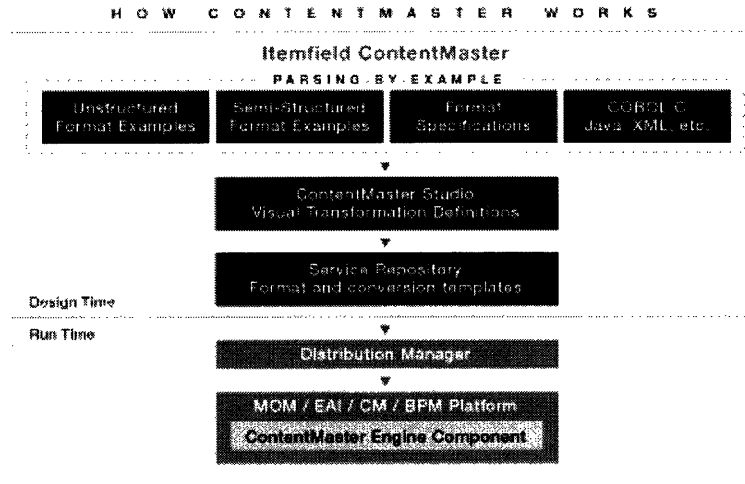 HOW CONTENTMASTER WORKS
Itemfield ContentMaster
PARSING-BY-EXAMPLE
Unstructured
Format Examples
Semi-Structured
Format Examples
Format
Specifications
COBOL C
Java, XML, etc.
ContentMaster Studio
Visual Transformation Definitions
Service Repository
Format and conversion templates
Design Time
Run Time
Distribution Manager
MOM / EAI / CM / BPM Platform
ContentMaster Engine Component